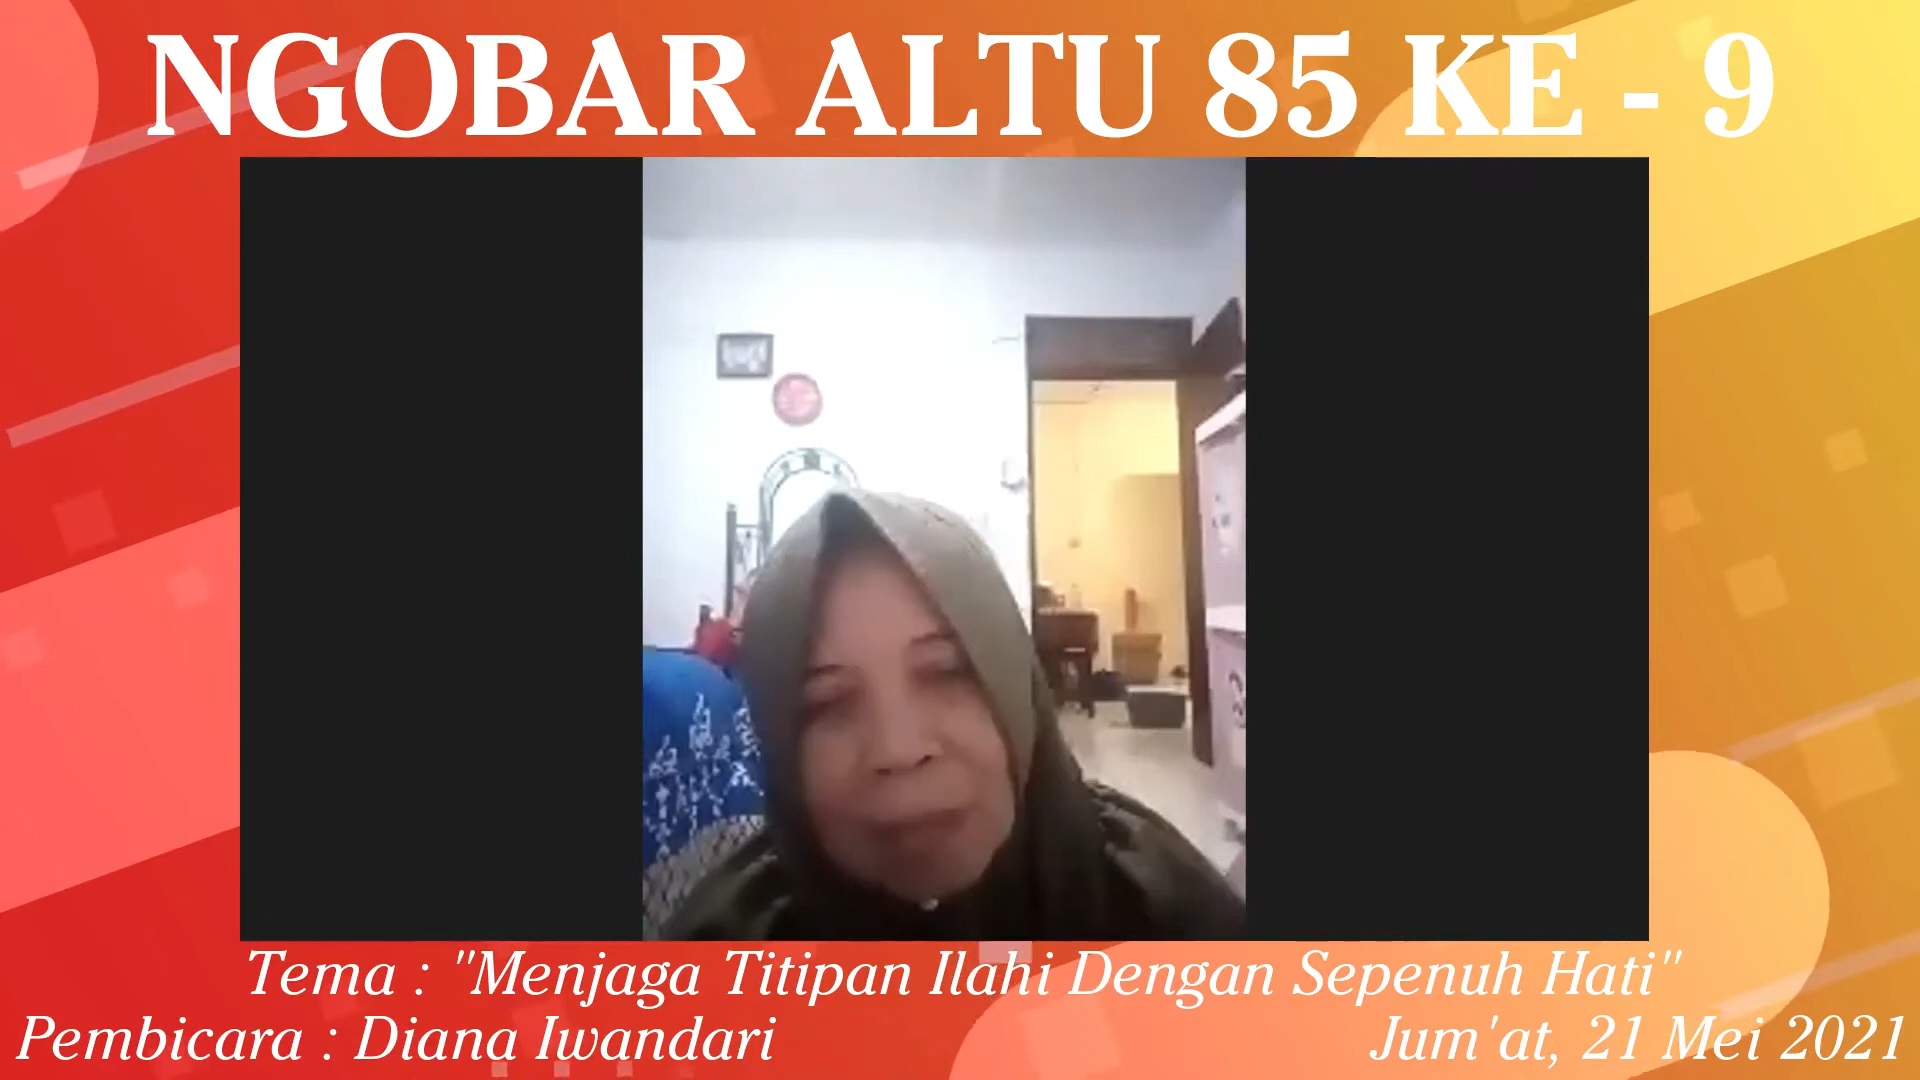 NGOBAR ALTU 85 KE - 9
Tema : "Menjaga Titipan Ilahi Dengan Sepenuh Hati"
Pembicara : Diana Iwandari
Jum'at, 21 Mei 2021